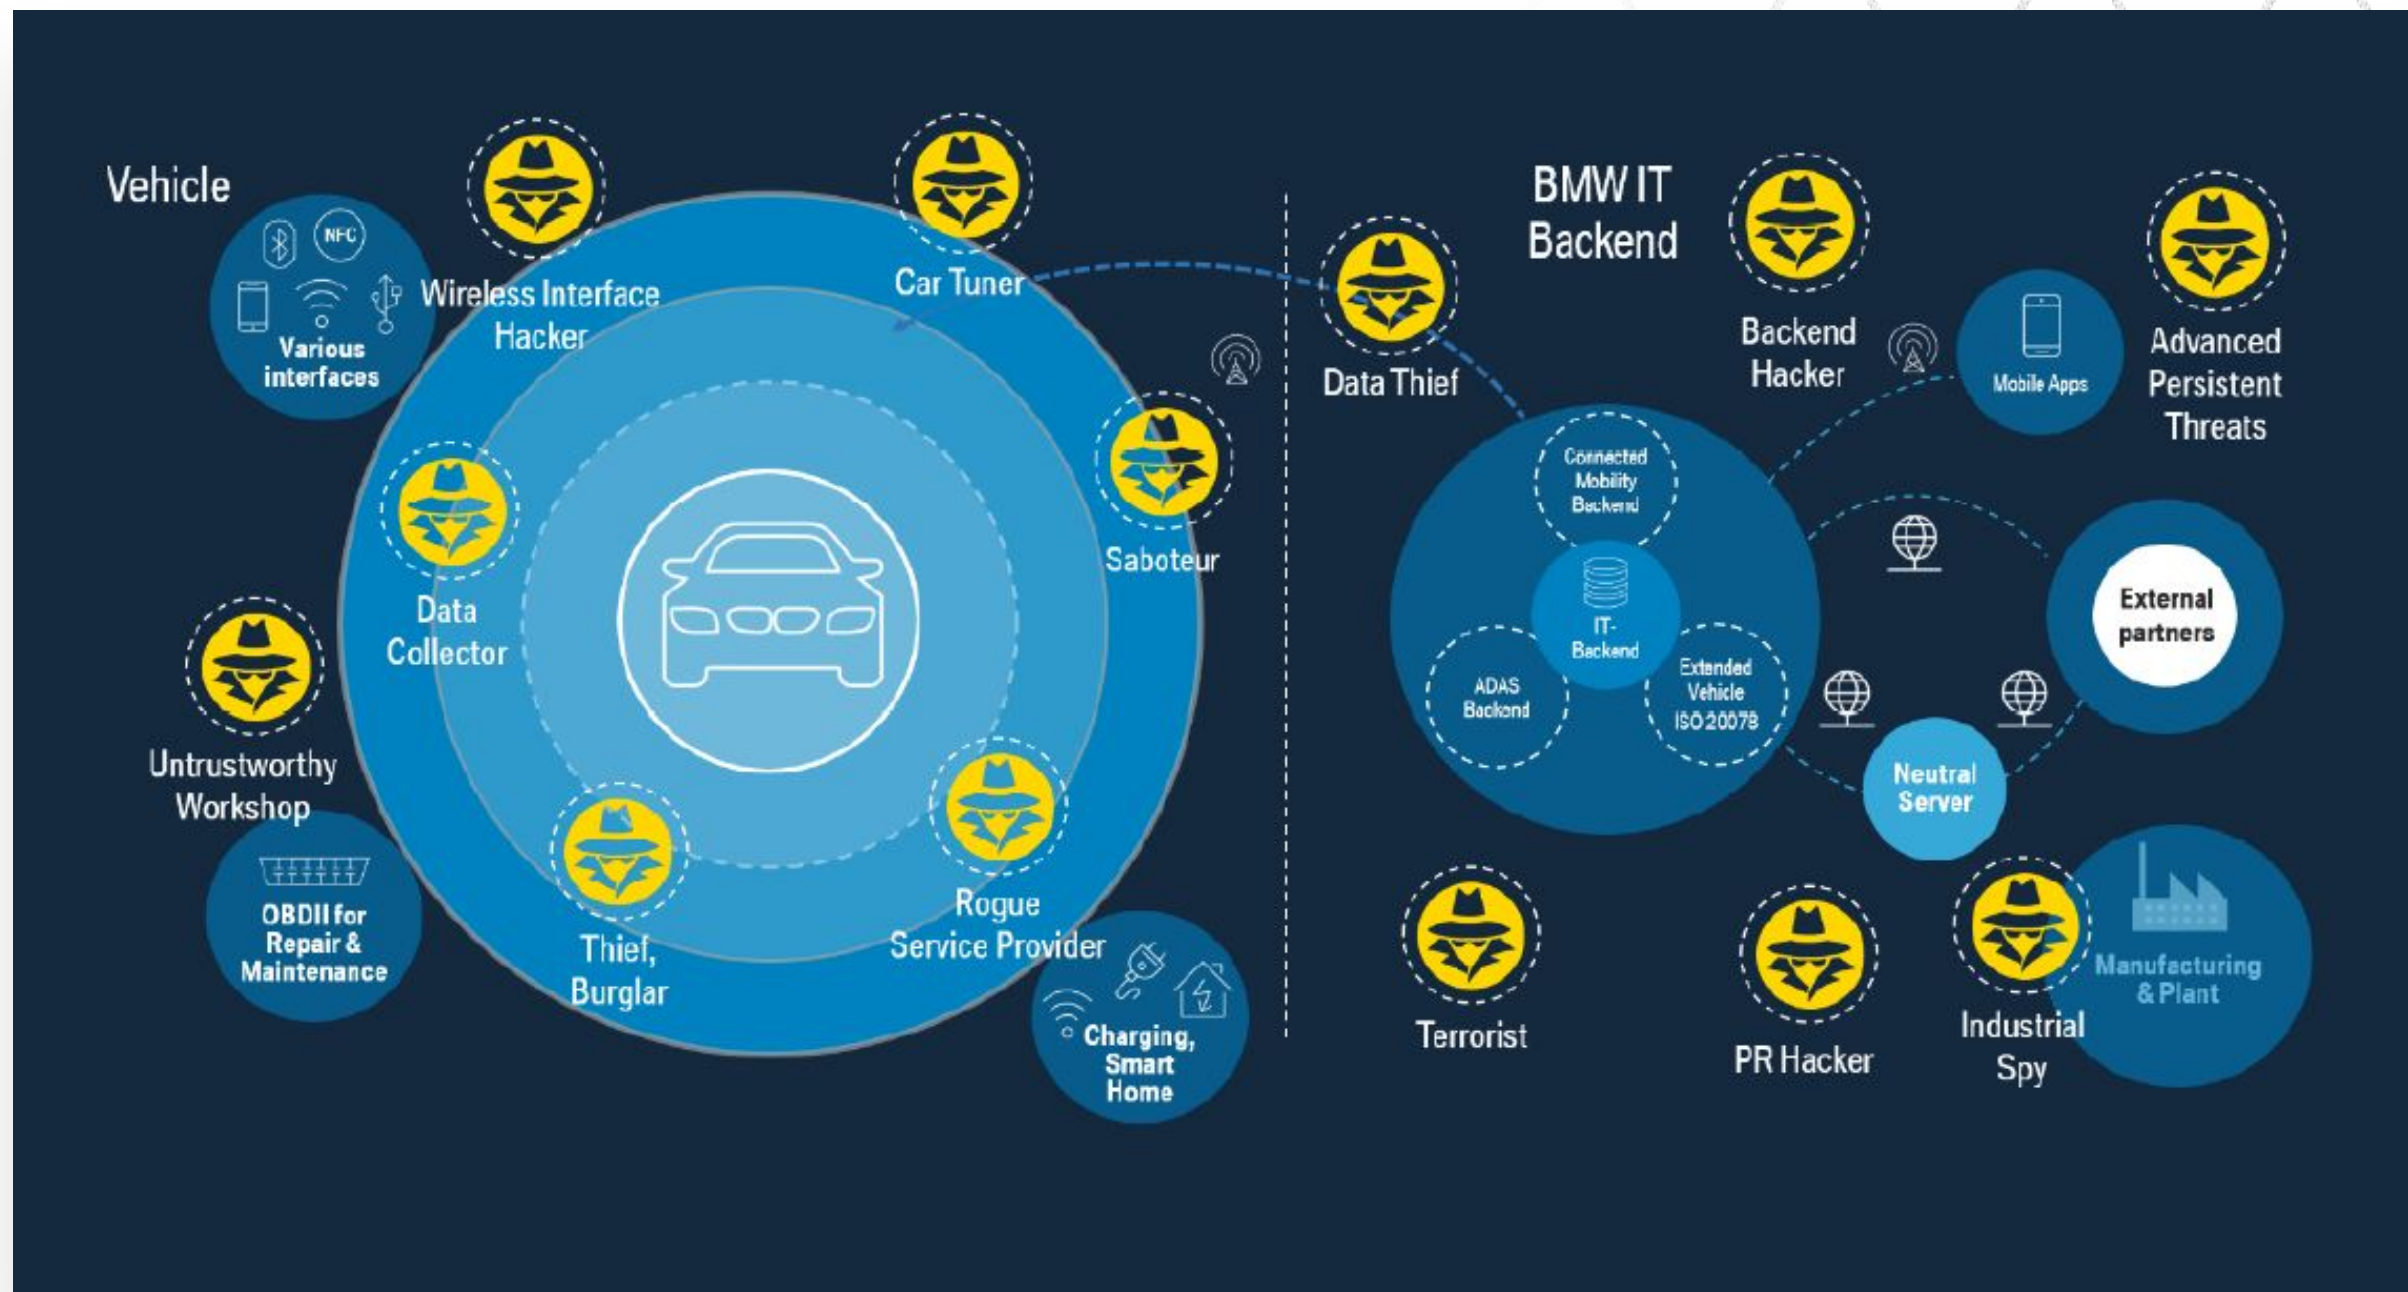 Vehicle
NFC
Various
interfaces
Wireless Interface
Hacker
Car Tuner
Data
Collector
Saboteur
Untrustworthy
Workshop
OBDII for
Repair &
Maintenance
Thief,
Burglar
Rogue
Service Provider
Charging,
Smart
Home
BMW IT
Backend
Data Thief
Backend
Hacker
Mobile Apps
Advanced
Persistent
Threats
Connected
Mobility
Backend
IT-
Backend
ADAS
Backend
Extended
Vehicle
ISO 20078
External
partners
Neutral
Server
Terrorist
PR Hacker
Industrial
Spy
Manufacturing
& Plant